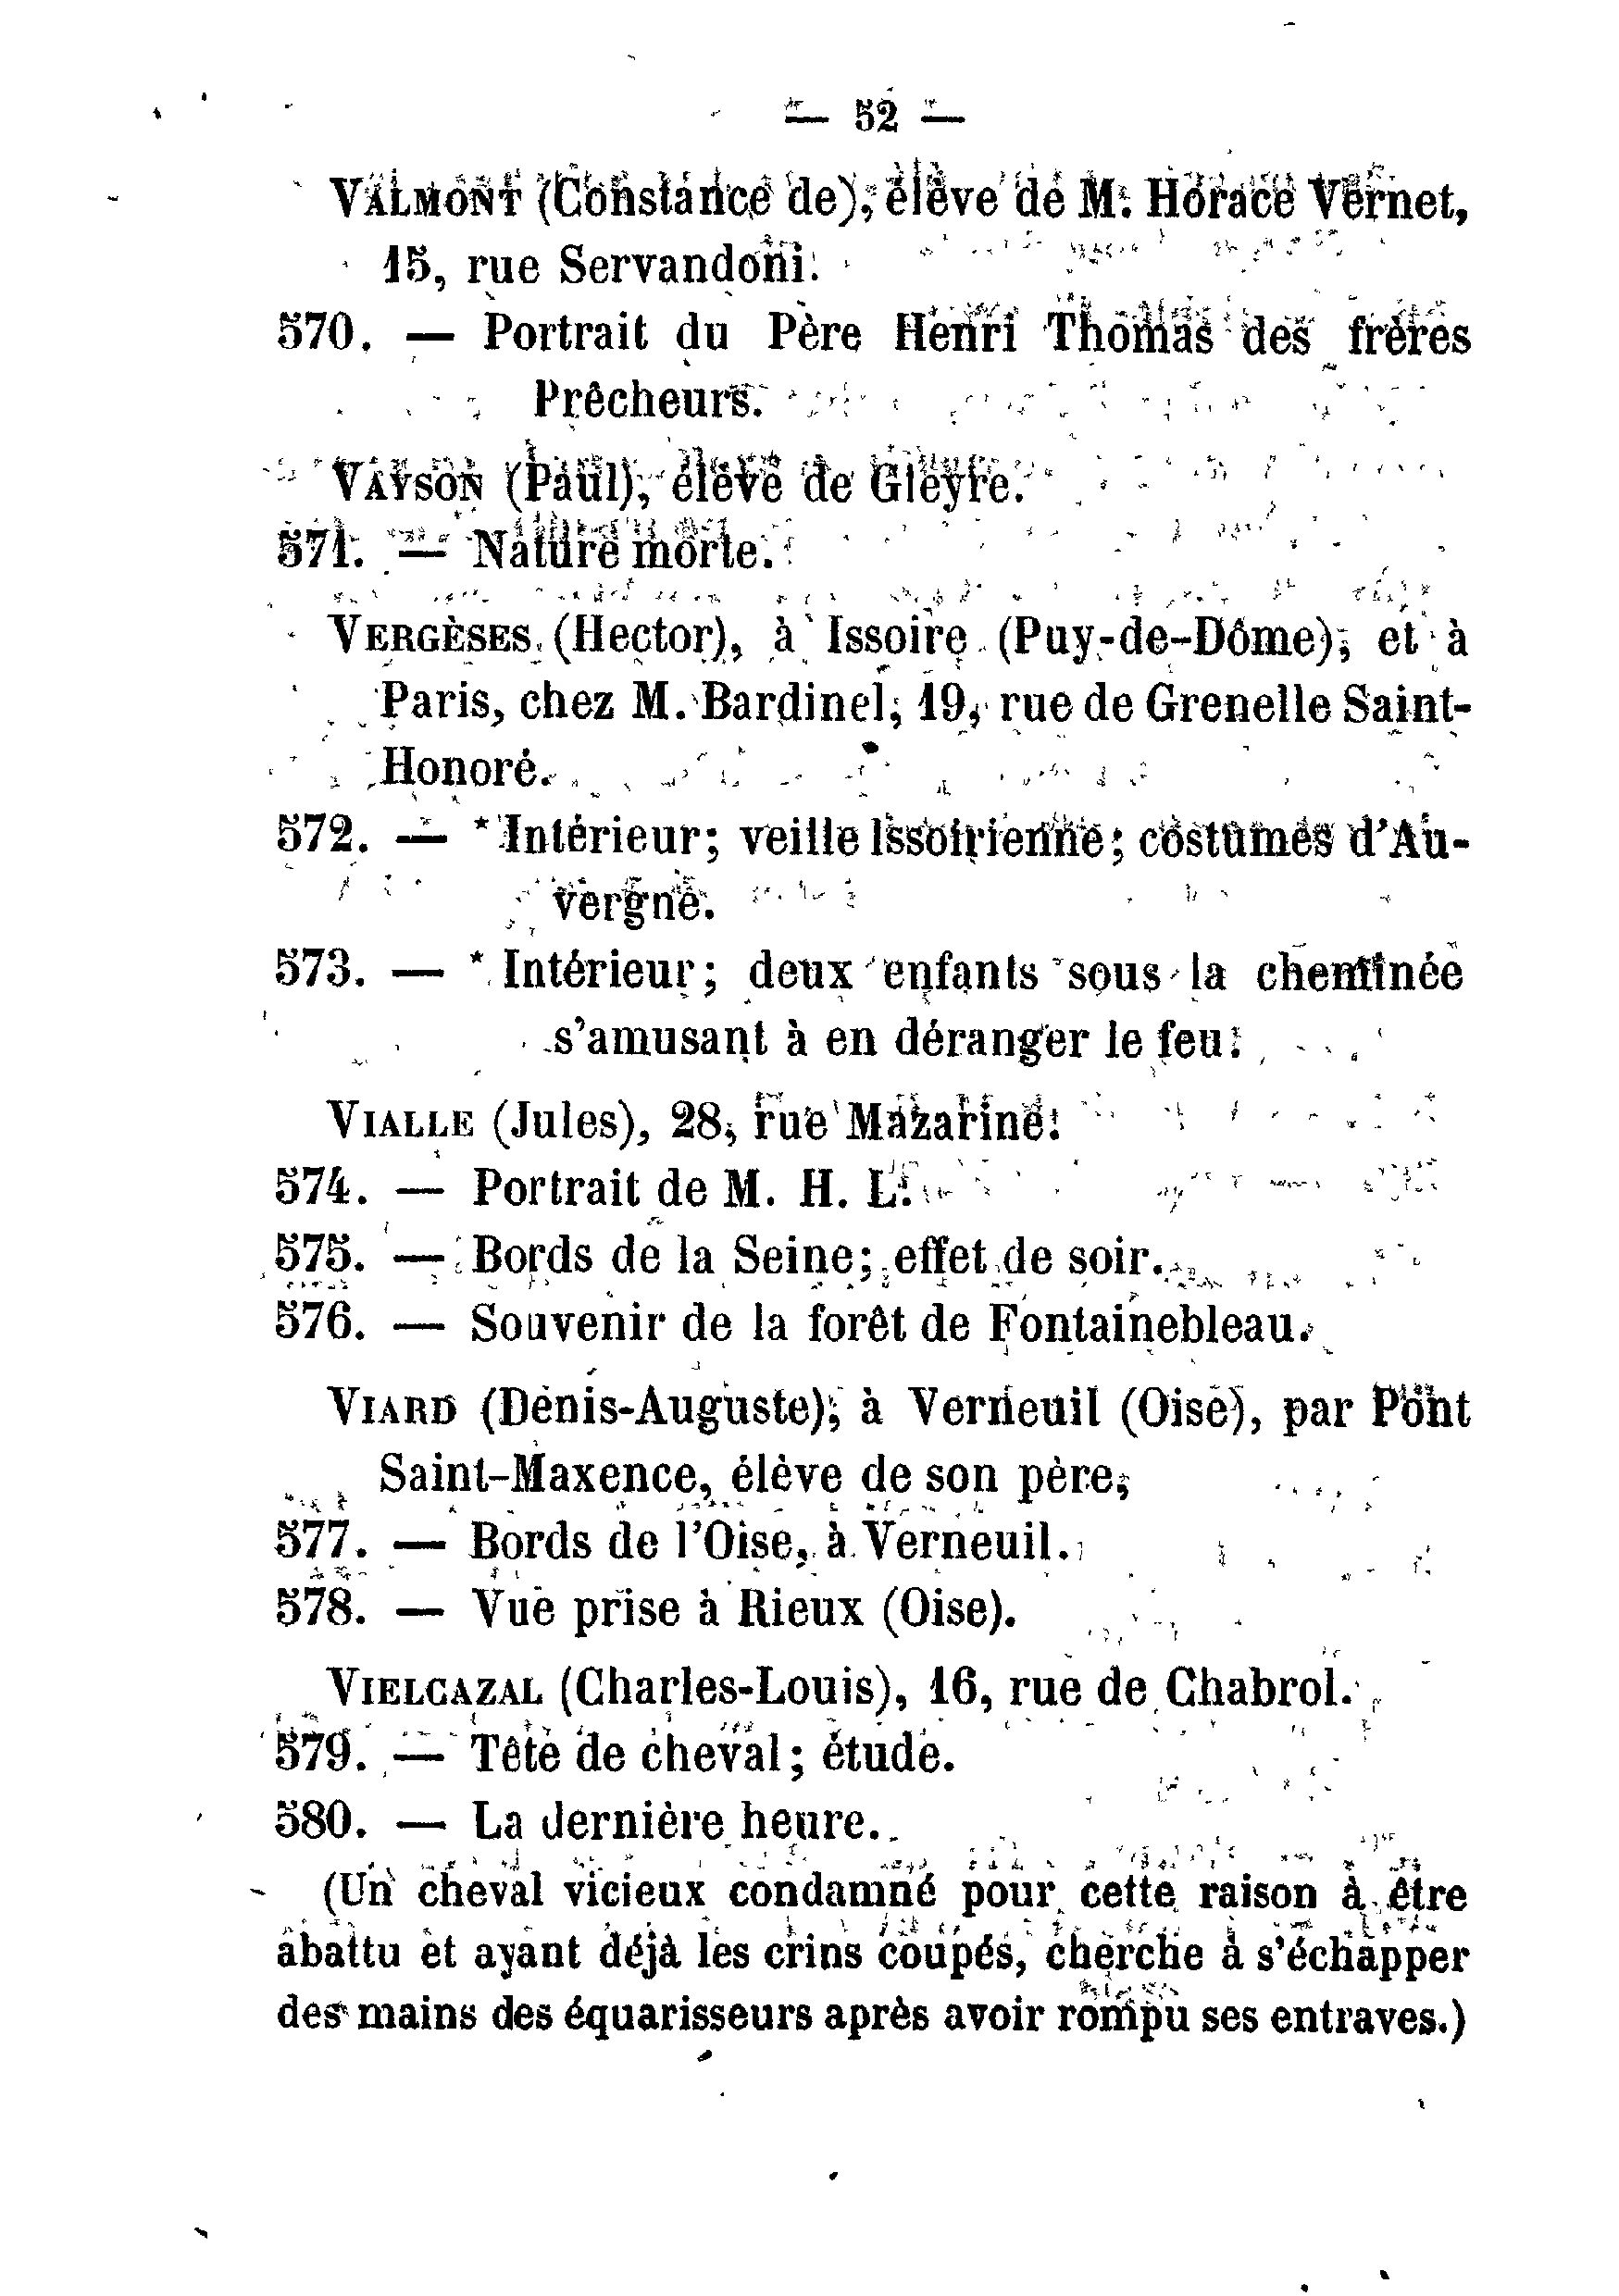 — 52 —
VALMONT (Constance de), élève de M. Horace Vernet,
15, rue Servandoni.
570. — Portrait du Père Henri Thomas des frères
Prêcheurs.
VAYSON (Paul), élève de Gleyre.
571. — Nature morte.
VERGÈSES (Hector), à Issoire (Puy-de-Dôme), et à
Paris, chez M. Bardinel, 19, rue de Grenelle Saint-
Honoré.
572. — * Intérieur; veille Issoirienne; costumes d'Au-
vergne.
573. — * Intérieur; deux enfants sous la cheminée
s'amusant à en déranger le feu.
VIALLE (Jules), 28, rue Mazarine.
574. — Portrait de M. H. L.
575. — Bords de la Seine; effet de soir.
576. — Souvenir de la forêt de Fontainebleau.
VIARD (Denis-Auguste), à Verneuil (Oise), par Pont
Saint-Maxence, élève de son père,
577. — Bords de l'Oise, à Verneuil.
578. — Vue prise à Rieux (Oise).
VIELCAZAL (Charles-Louis), 16, rue de Chabrol.
579. — Tête de cheval; étude.
580. — La dernière heure.
(Un cheval vicieux condamné pour cette raison à être
abattu et ayant déjà les crins coupés, cherche à s'échapper
des mains des équarisseurs après avoir rompu ses entraves.)